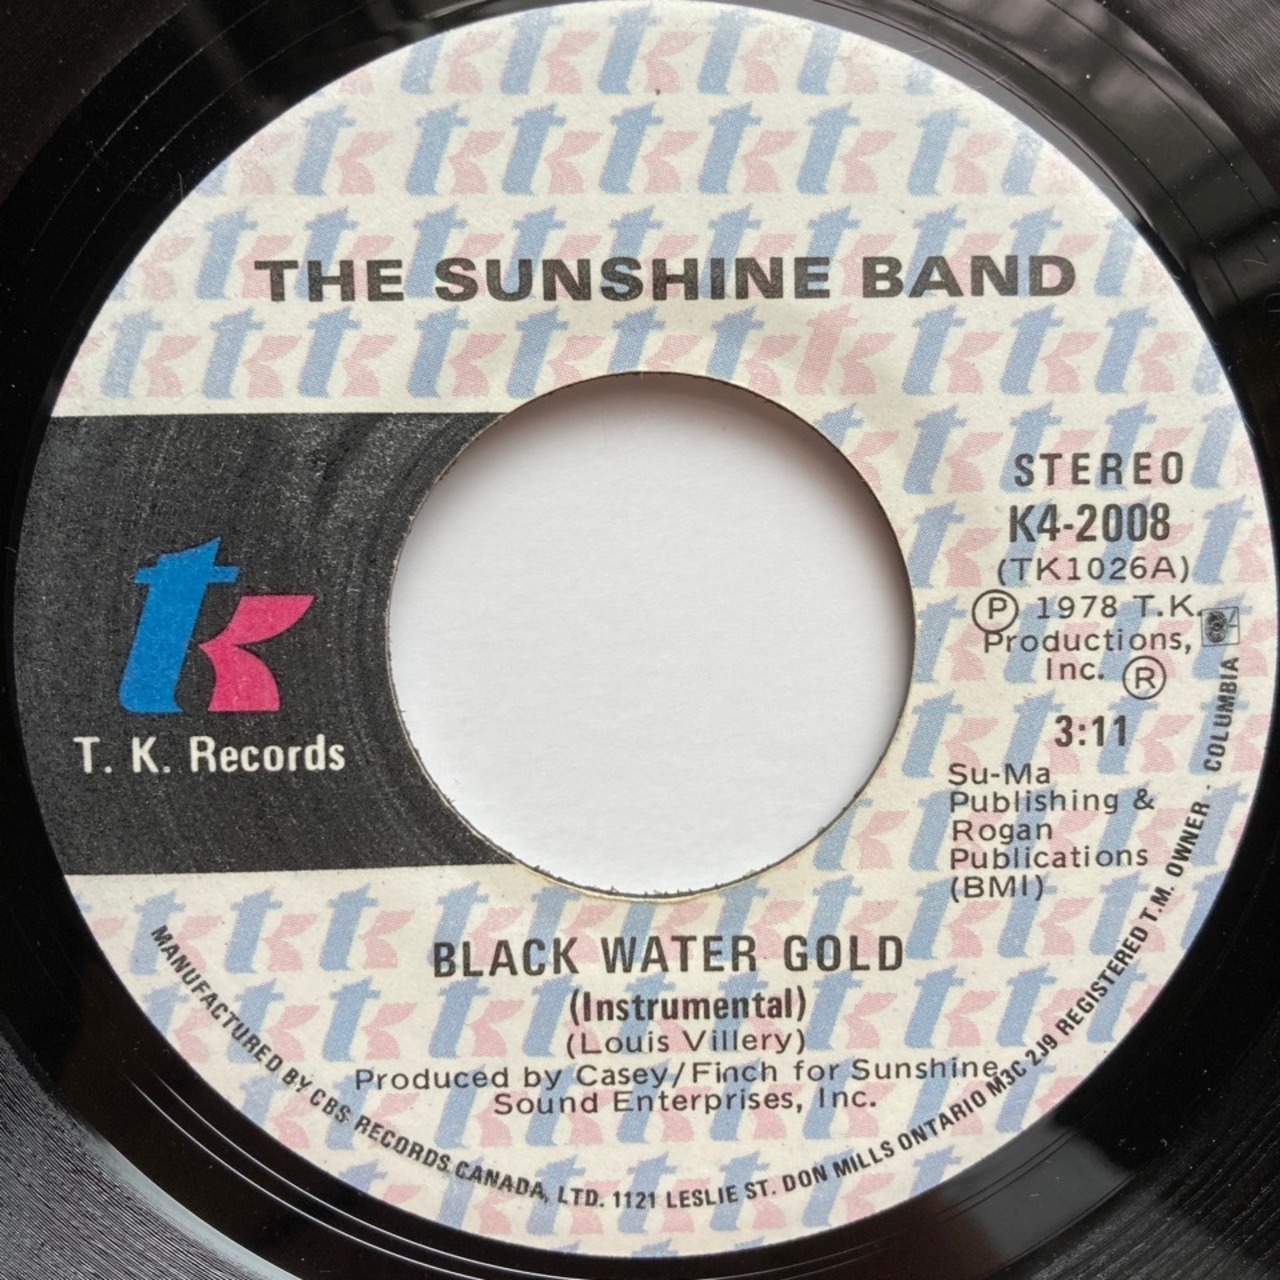 THE SUNSHINE BAND
tk
T. K. Records
STEREO
K4-2008
(TK1026A)
Ⓟ 1978 T.K.
Productions,
Inc. Ⓡ
3:11
Su-Ma
Publishing &
Rogan
Publications
(BMI)
BLACK WATER GOLD
(Instrumental)
(Louis Villery)
Produced by Casey/Finch for Sunshine
Sound Enterprises, Inc.
MANUFACTURED BY CBS RECORDS CANADA, LTD. 1121 LESLIE ST. DON MILLS ONTARIO M3C 2J9 REGISTERED T.M. OWNER - COLUMBIA